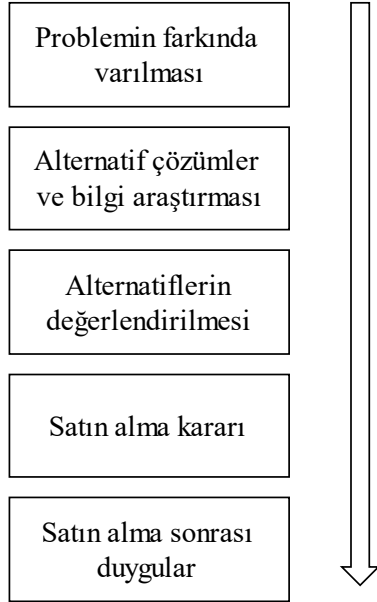 Problemin farkında
varılması
Alternatif çözümler
ve bilgi araştırması
Alternatiflerin
değerlendirilmesi
Satın alma kararı
Satın alma sonrası
duygular